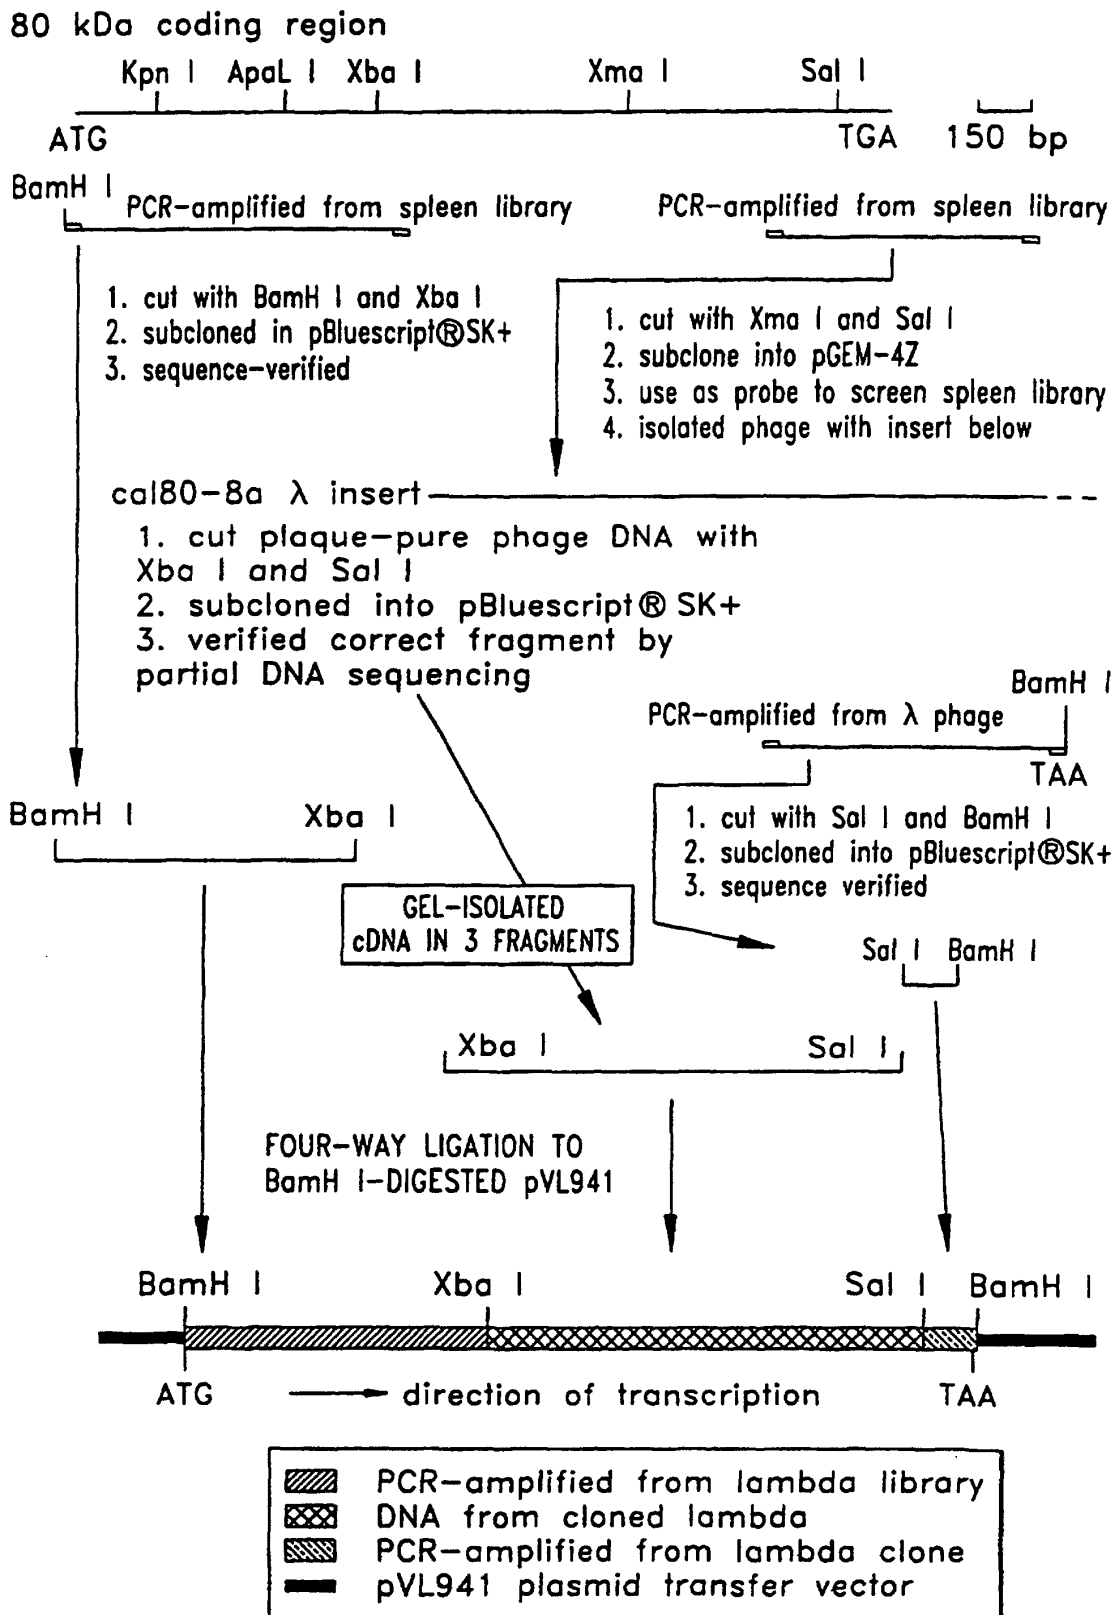 80 kDa coding region
Kpn I ApaL I Xba I Xma I Sal I
ATG TGA 150 bp
BamH I
PCR-amplified from spleen library
PCR-amplified from spleen library
1. cut with BamH I and Xba I
2. subcloned in pBluescript®SK+
3. sequence-verified
1. cut with Xma I and Sal I
2. subclone into pGEM-4Z
3. use as probe to screen spleen library
4. isolated phage with insert below
cal80-8a λ insert
1. cut plaque-pure phage DNA with
Xba I and Sal I
2. subcloned into pBluescript® SK+
3. verified correct fragment by
partial DNA sequencing
BamH I
PCR-amplified from λ phage
TAA
1. cut with Sal I and BamH I
2. subcloned into pBluescript®SK+
3. sequence verified
BamH I Xba I
GEL-ISOLATED
cDNA IN 3 FRAGMENTS
Sal I BamH I
Xba I Sal I
FOUR-WAY LIGATION TO
BamH I-DIGESTED pVL941
BamH I Xba I Sal I BamH I
ATG direction of transcription TAA
PCR-amplified from lambda library
DNA from cloned lambda
PCR-amplified from lambda clone
pVL941 plasmid transfer vector